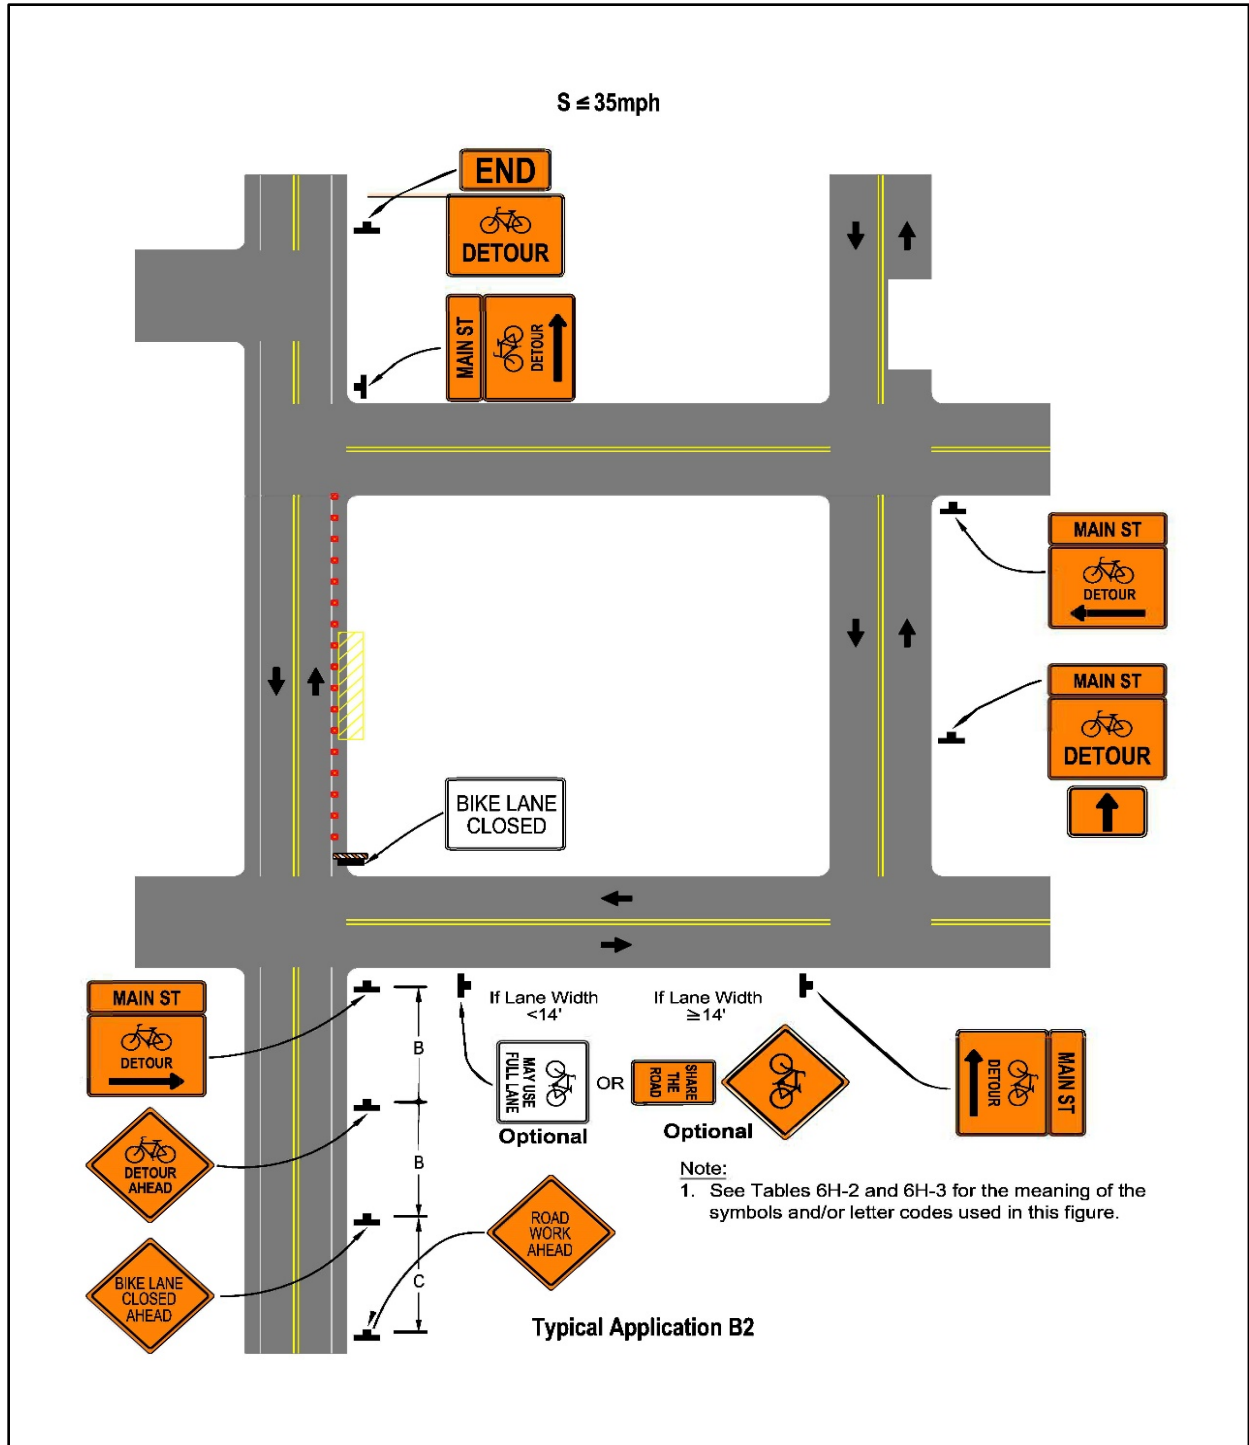 S ≤ 35mph
END
DETOUR
MAIN ST
DETOUR
MAIN ST
DETOUR
MAIN ST
DETOUR
BIKE LANE
CLOSED
MAIN ST
DETOUR
B
If Lane Width
<14'
If Lane Width
≧14'
MAY USE
FULL LANE
OR
SHARE
THE
ROAD
Optional
Optional
MAIN ST
DETOUR
DETOUR
AHEAD
B
Note:
1. See Tables 6H-2 and 6H-3 for the meaning of the
symbols and/or letter codes used in this figure.
ROAD
WORK
AHEAD
BIKE LANE
CLOSED
AHEAD
C
Typical Application B2